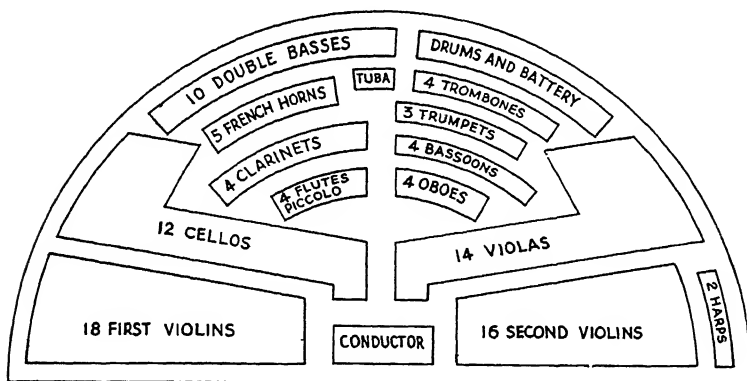 10 DOUBLE BASSES
DRUMS AND BATTERY
TUBA
4 TROMBONES
5 FRENCH HORNS
3 TRUMPETS
4 CLARINETS
4 BASSOONS
4 FLUTES
PICCOLO
4 OBOES
12 CELLOS
14 VIOLAS
18 FIRST VIOLINS
CONDUCTOR
16 SECOND VIOLINS
2 HARPS